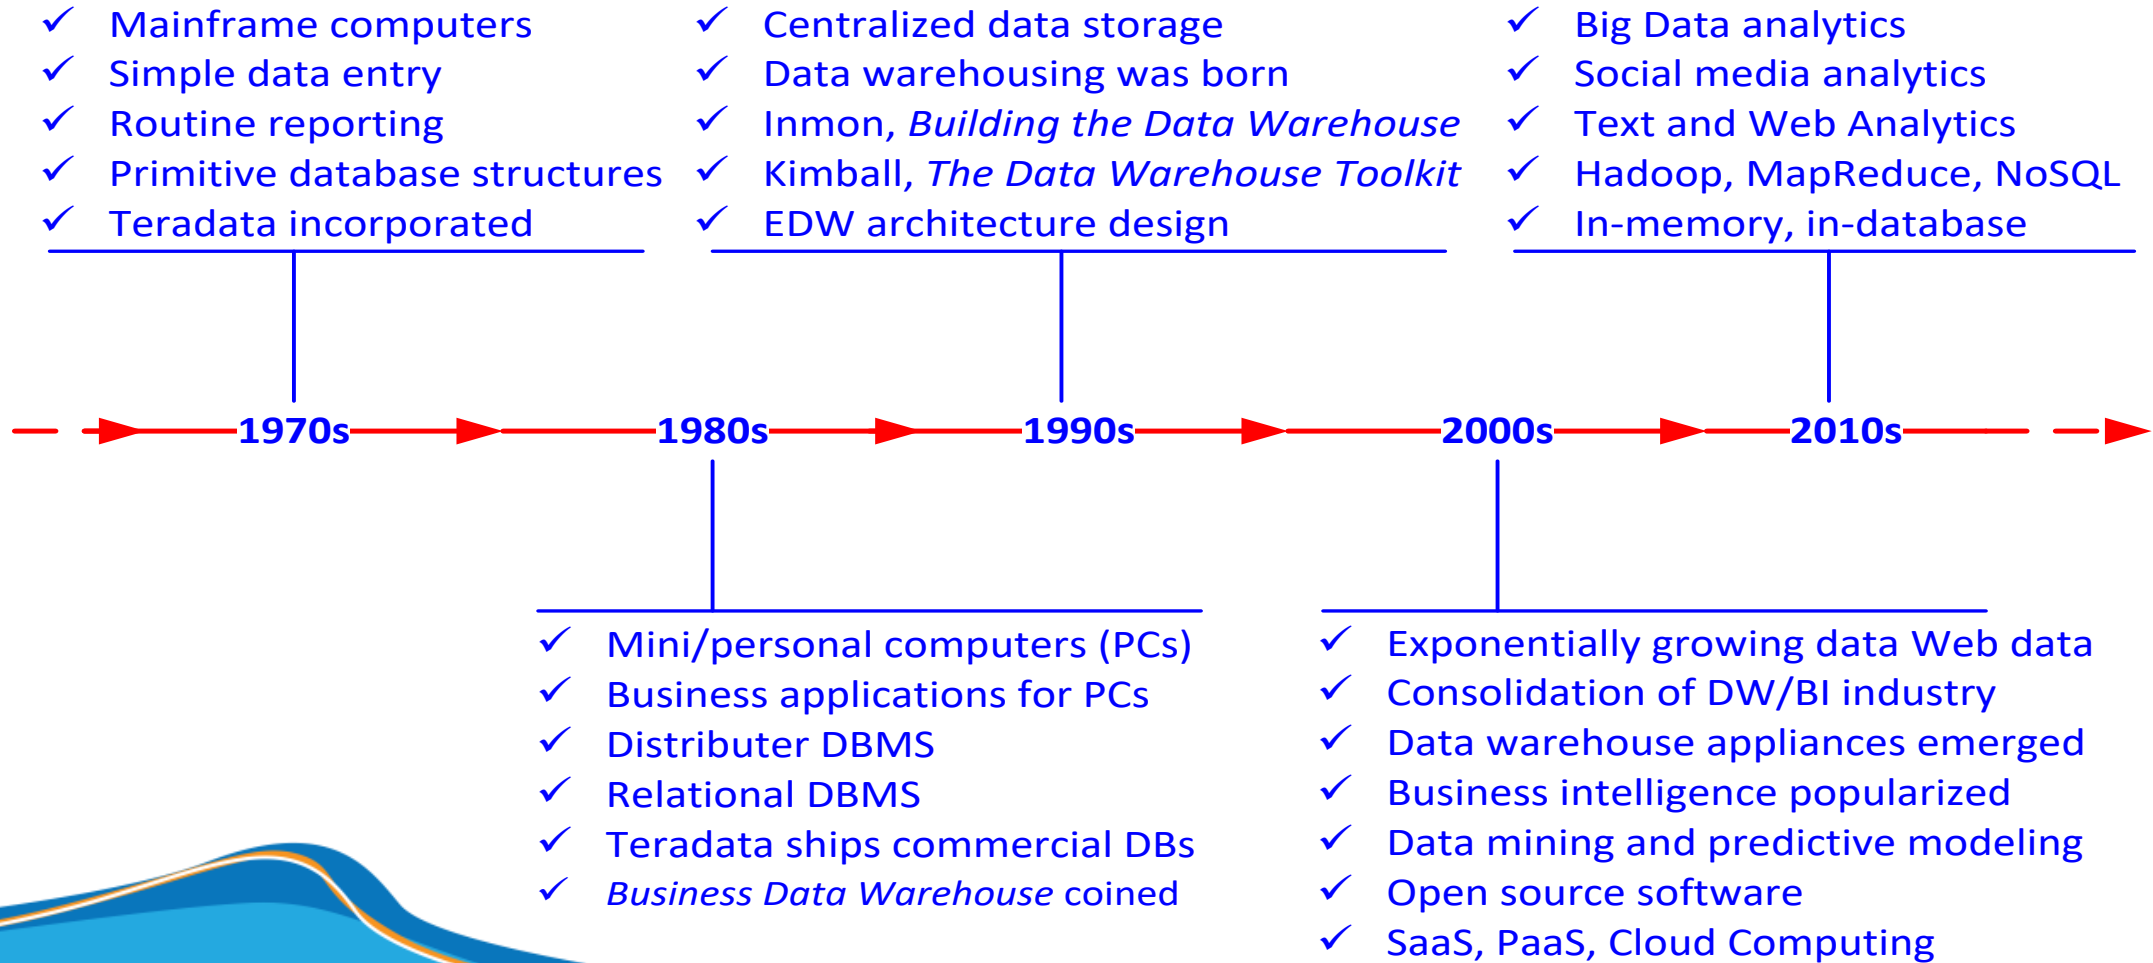 ✓ Mainframe computers
✓ Simple data entry
✓ Routine reporting
✓ Primitive database structures
✓ Teradata incorporated
✓ Centralized data storage
✓ Data warehousing was born
✓ Inmon, Building the Data Warehouse
✓ Kimball, The Data Warehouse Toolkit
✓ EDW architecture design
✓ Big Data analytics
✓ Social media analytics
✓ Text and Web Analytics
✓ Hadoop, MapReduce, NoSQL
✓ In-memory, in-database
1970s
1980s
1990s
2000s
2010s
✓ Mini/personal computers (PCs)
✓ Business applications for PCs
✓ Distributer DBMS
✓ Relational DBMS
✓ Teradata ships commercial DBs
✓ Business Data Warehouse coined
✓ Exponentially growing data Web data
✓ Consolidation of DW/BI industry
✓ Data warehouse appliances emerged
✓ Business intelligence popularized
✓ Data mining and predictive modeling
✓ Open source software
✓ SaaS, PaaS, Cloud Computing